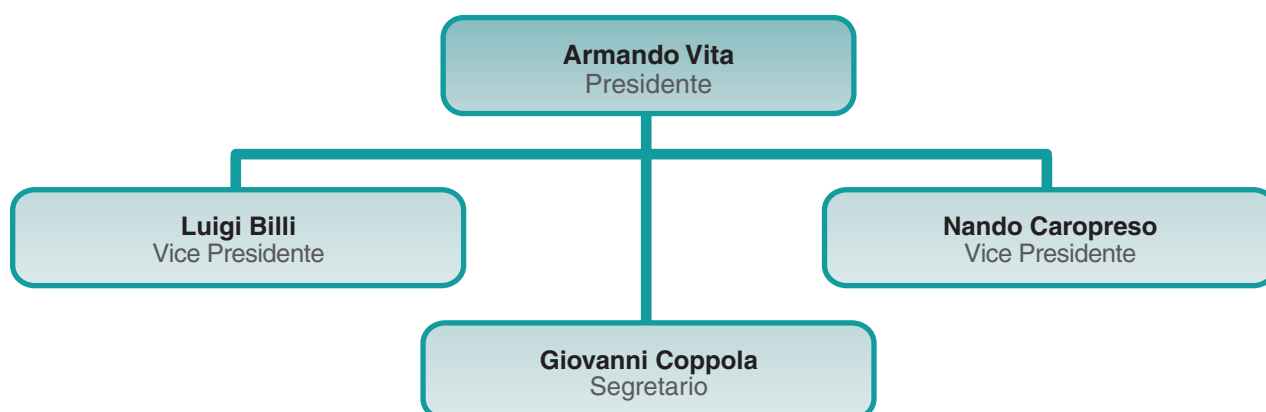 Armando Vita
Presidente
Luigi Billi
Vice Presidente
Nando Caropreso
Vice Presidente
Giovanni Coppola
Segretario